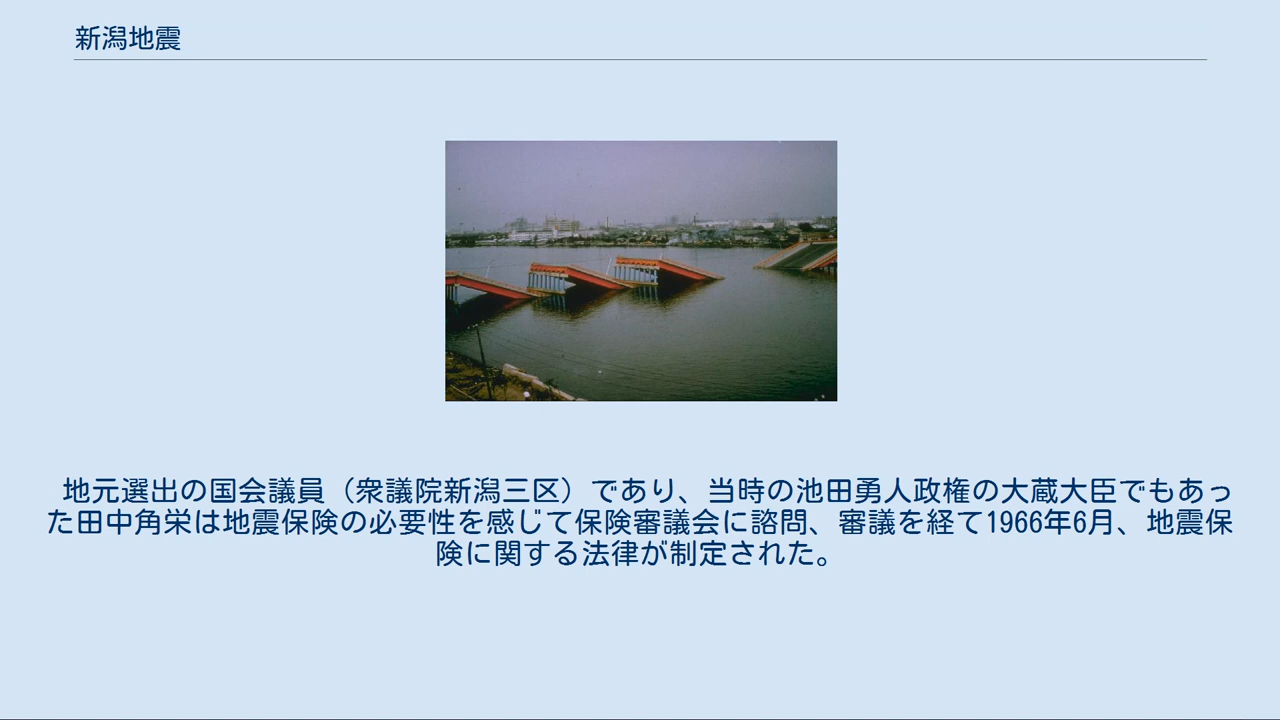 新潟地震
地元選出の国会議員（衆議院新潟三区）であり、当時の池田勇人政権の大蔵大臣でもあっ
た田中角栄は地震保険の必要性を感じて保険審議会に諮問、審議を経て1966年6月、地震保
険に関する法律が制定された。